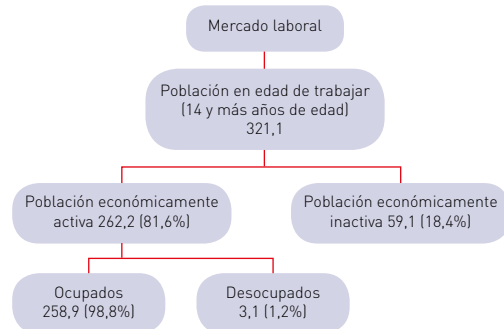 Mercado laboral
Población en edad de trabajar
(14 y más años de edad)
321,1
Población económicamente
activa 262,2 (81,6%)
Población económicamente
inactiva 59,1 (18,4%)
Ocupados
258,9 (98,8%)
Desocupados
3,1 (1,2%)